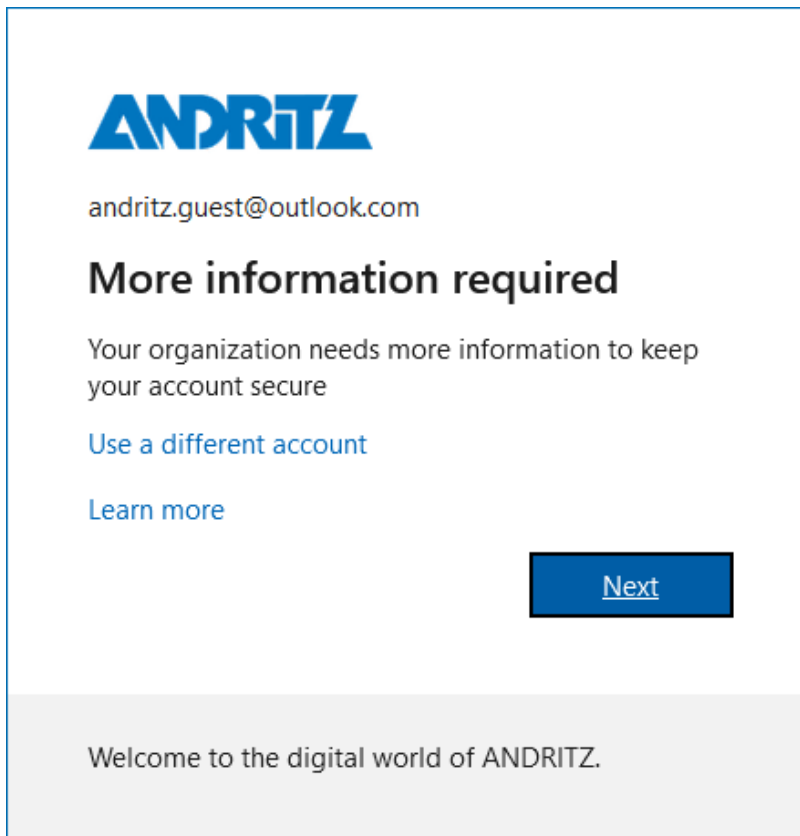 ANDRITZ
andritz.guest@outlook.com
More information required
Your organization needs more information to keep
your account secure
Use a different account
Learn more
Next
Welcome to the digital world of ANDRITZ.